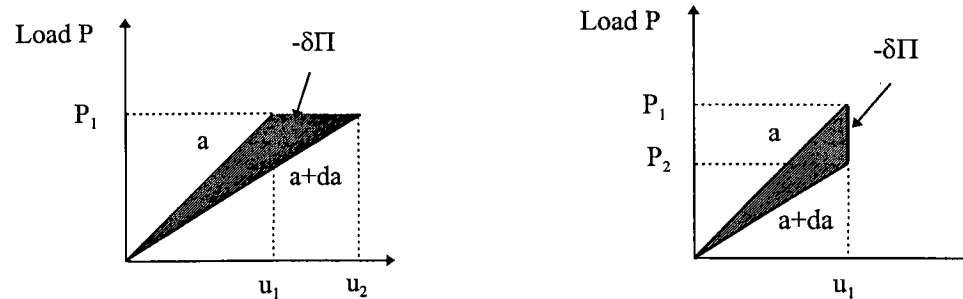 Load P
-δΠ
P₁
a
a+da
u₁
u₂
Load P
-δΠ
P₁
a
P₂
a+da
u₁